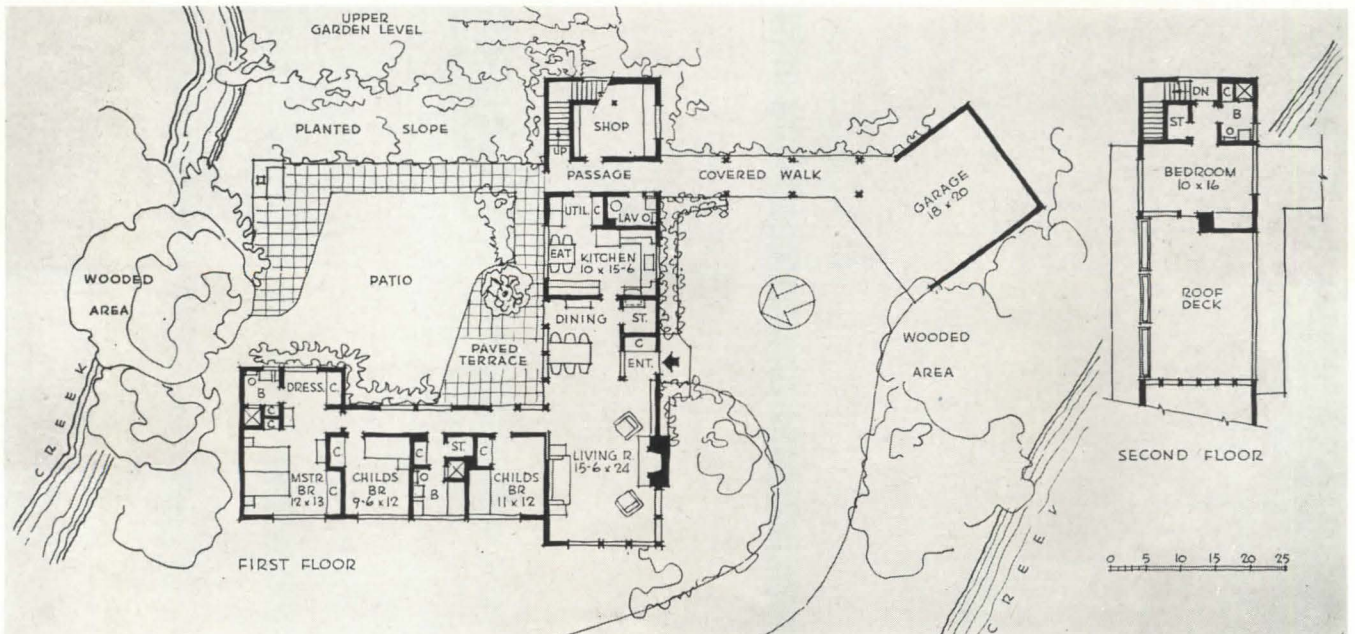 UPPER
GARDEN LEVEL
PLANTED SLOPE
UP
SHOP
PASSAGE
COVERED WALK
GARAGE
18 x 20
UTIL.
C
LAV
EAT
KITCHEN
10 x 15-6
DINING
ST.
C
ENT.
WOODED
AREA
PATIO
PAVED
TERRACE
WOODED
AREA
B
DRESS.
C
C
C
MSTR
BR
12 x 13
C
C
CHILDS
BR
9-6 x 12
C
B
ST.
C
CHILDS
BR
11 x 12
LIVING R.
15-6 x 24
CREEK
CREEK
FIRST FLOOR
DN
C
ST.
B
BEDROOM
10 x 16
ROOF
DECK
SECOND FLOOR
0 5 10 15 20 25